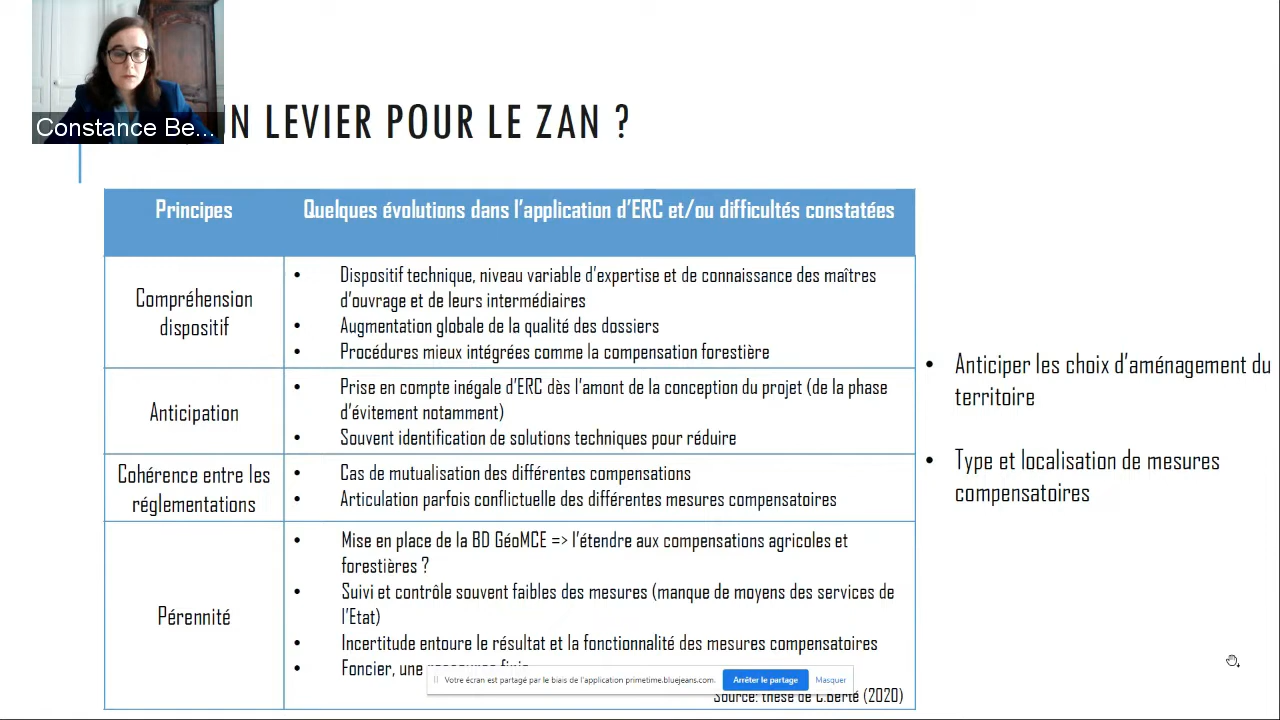 Constance Be...
UN LEVIER POUR LE ZAN ?
Principes
Quelques évolutions dans l'application d'ERC et/ou difficultés constatées
Compréhension
dispositif
• Dispositif technique, niveau variable d'expertise et de connaissance des maîtres
d'ouvrage et de leurs intermédiaires
• Augmentation globale de la qualité des dossiers
• Procédures mieux intégrées comme la compensation forestière
Anticipation
• Prise en compte inégale d'ERC dès l'amont de la conception du projet (de la phase
d'évitement notamment)
• Souvent identification de solutions techniques pour réduire
Cohérence entre les
réglementations
• Cas de mutualisation des différentes compensations
• Articulation parfois conflictuelle des différentes mesures compensatoires
Pérennité
• Mise en place de la BD GéoMCE => l'étendre aux compensations agricoles et
forestières ?
• Suivi et contrôle souvent faibles des mesures (manque de moyens des services de
l'Etat)
• Incertitude entoure le résultat et la fonctionnalité des mesures compensatoires
• Foncier, une ressource finie
Source: thèse de C.Berté (2020)
• Anticiper les choix d'aménagement du
territoire
• Type et localisation de mesures
compensatoires
Votre écran est partagé par le biais de l'application primetime.bluejeans.com.
Arrêter le partage
Masquer